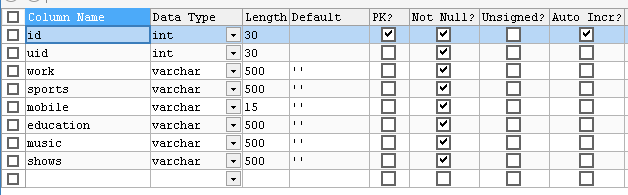 Column Name Data Type Length Default PK? Not Null? Unsigned? Auto Incr?
id int 30
uid int 30
work varchar 500 ''
sports varchar 500 ''
mobile varchar 15 ''
education varchar 500 ''
music varchar 500 ''
shows varchar 500 ''